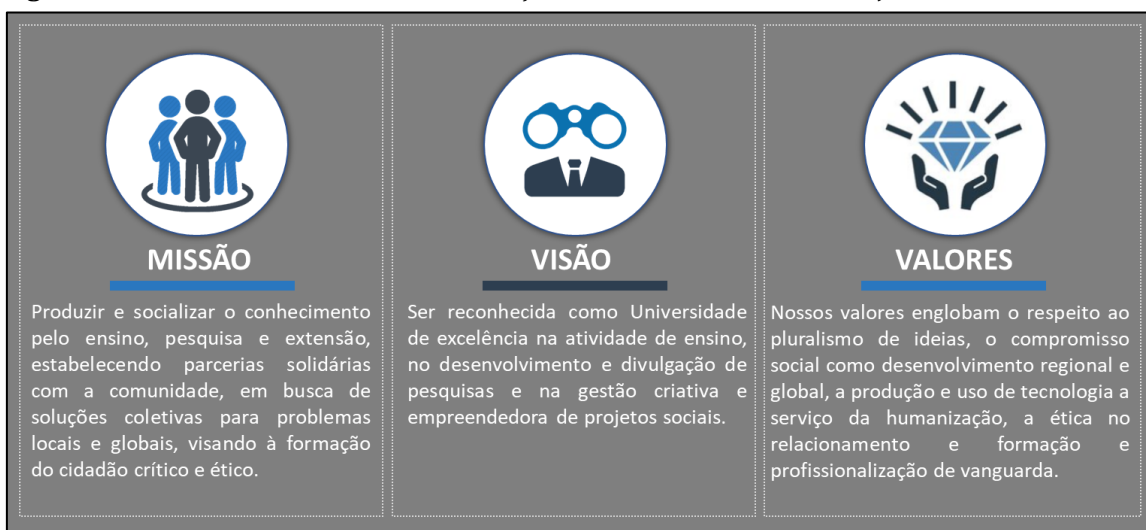 MISSÃO
Produzir e socializar o conhecimento
pelo ensino, pesquisa e extensão,
estabelecendo parcerias solidárias
com a comunidade, em busca de
soluções coletivas para problemas
locais e globais, visando à formação
do cidadão crítico e ético.
VISÃO
Ser reconhecida como Universidade
de excelência na atividade de ensino,
no desenvolvimento e divulgação de
pesquisas e na gestão criativa e
empreendedora de projetos sociais.
VALORES
Nossos valores englobam o respeito ao
pluralismo de ideias, o compromisso
social como desenvolvimento regional e
global, a produção e uso de tecnologia a
serviço da humanização, a ética no
relacionamento e formação e
profissionalização de vanguarda.